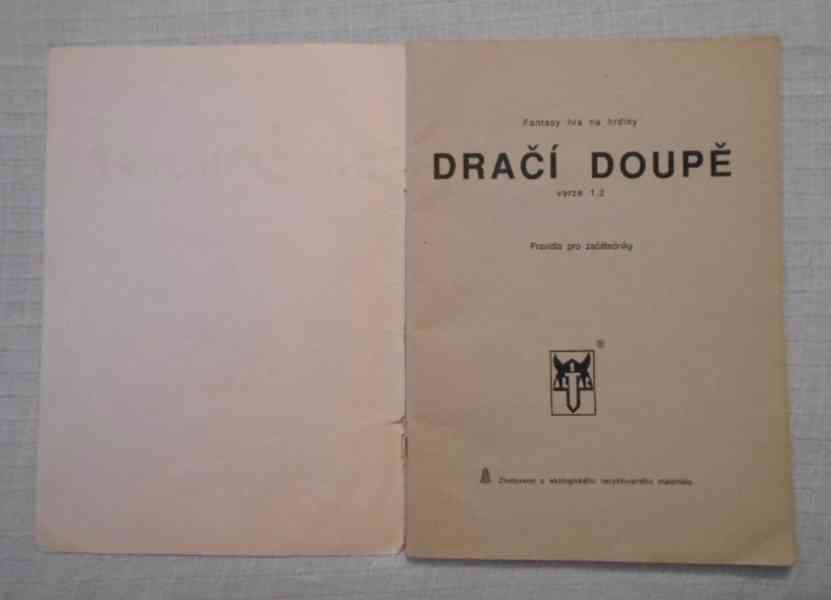 Fantasy hra na hrdiny
DRAČÍ DOUPĚ
verze 1.2
Pravidla pro začátečníky
®
Zhotoveno z ekologického recyklovaného materiálu